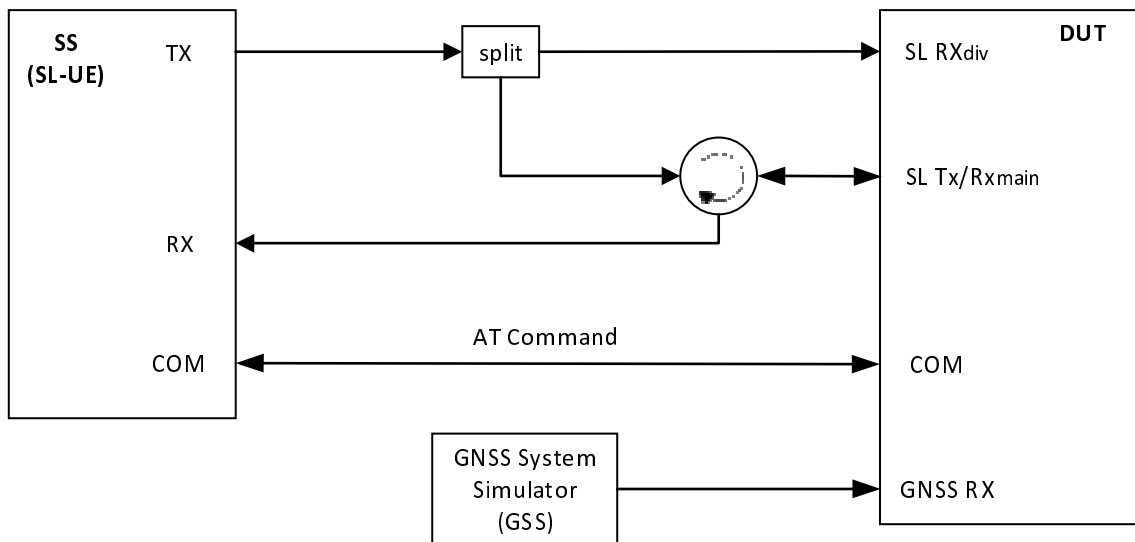 SS
(SL-UE)
TX
split
SL RXdiv
DUT
SL Tx/Rxmain
RX
AT Command
COM
COM
GNSS System
Simulator
(GSS)
GNSS RX